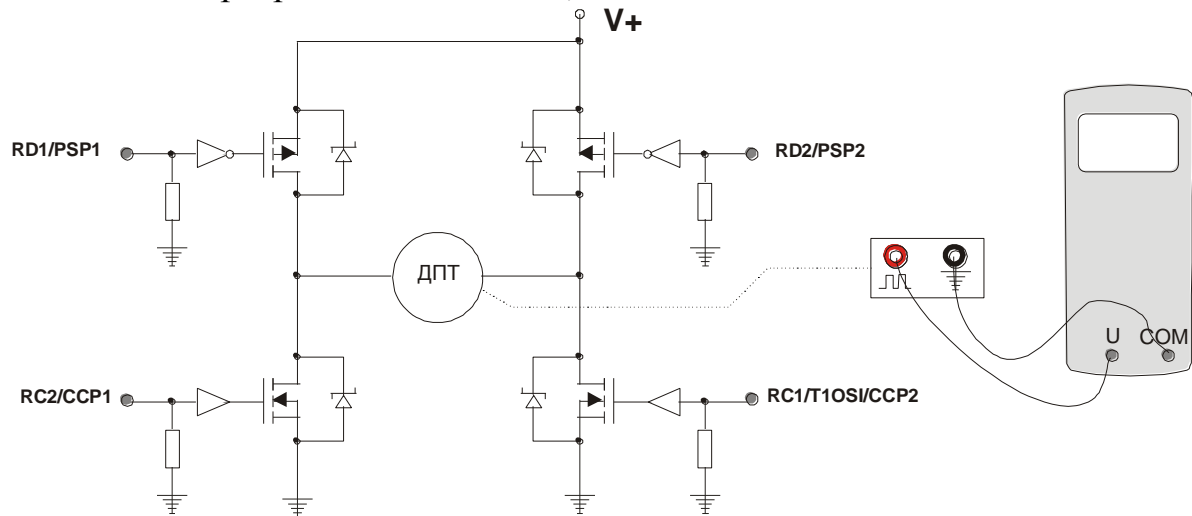 V+
RD1/PSP1
RD2/PSP2
ДПТ
U
COM
RC2/CCP1
RC1/T1OSI/CCP2